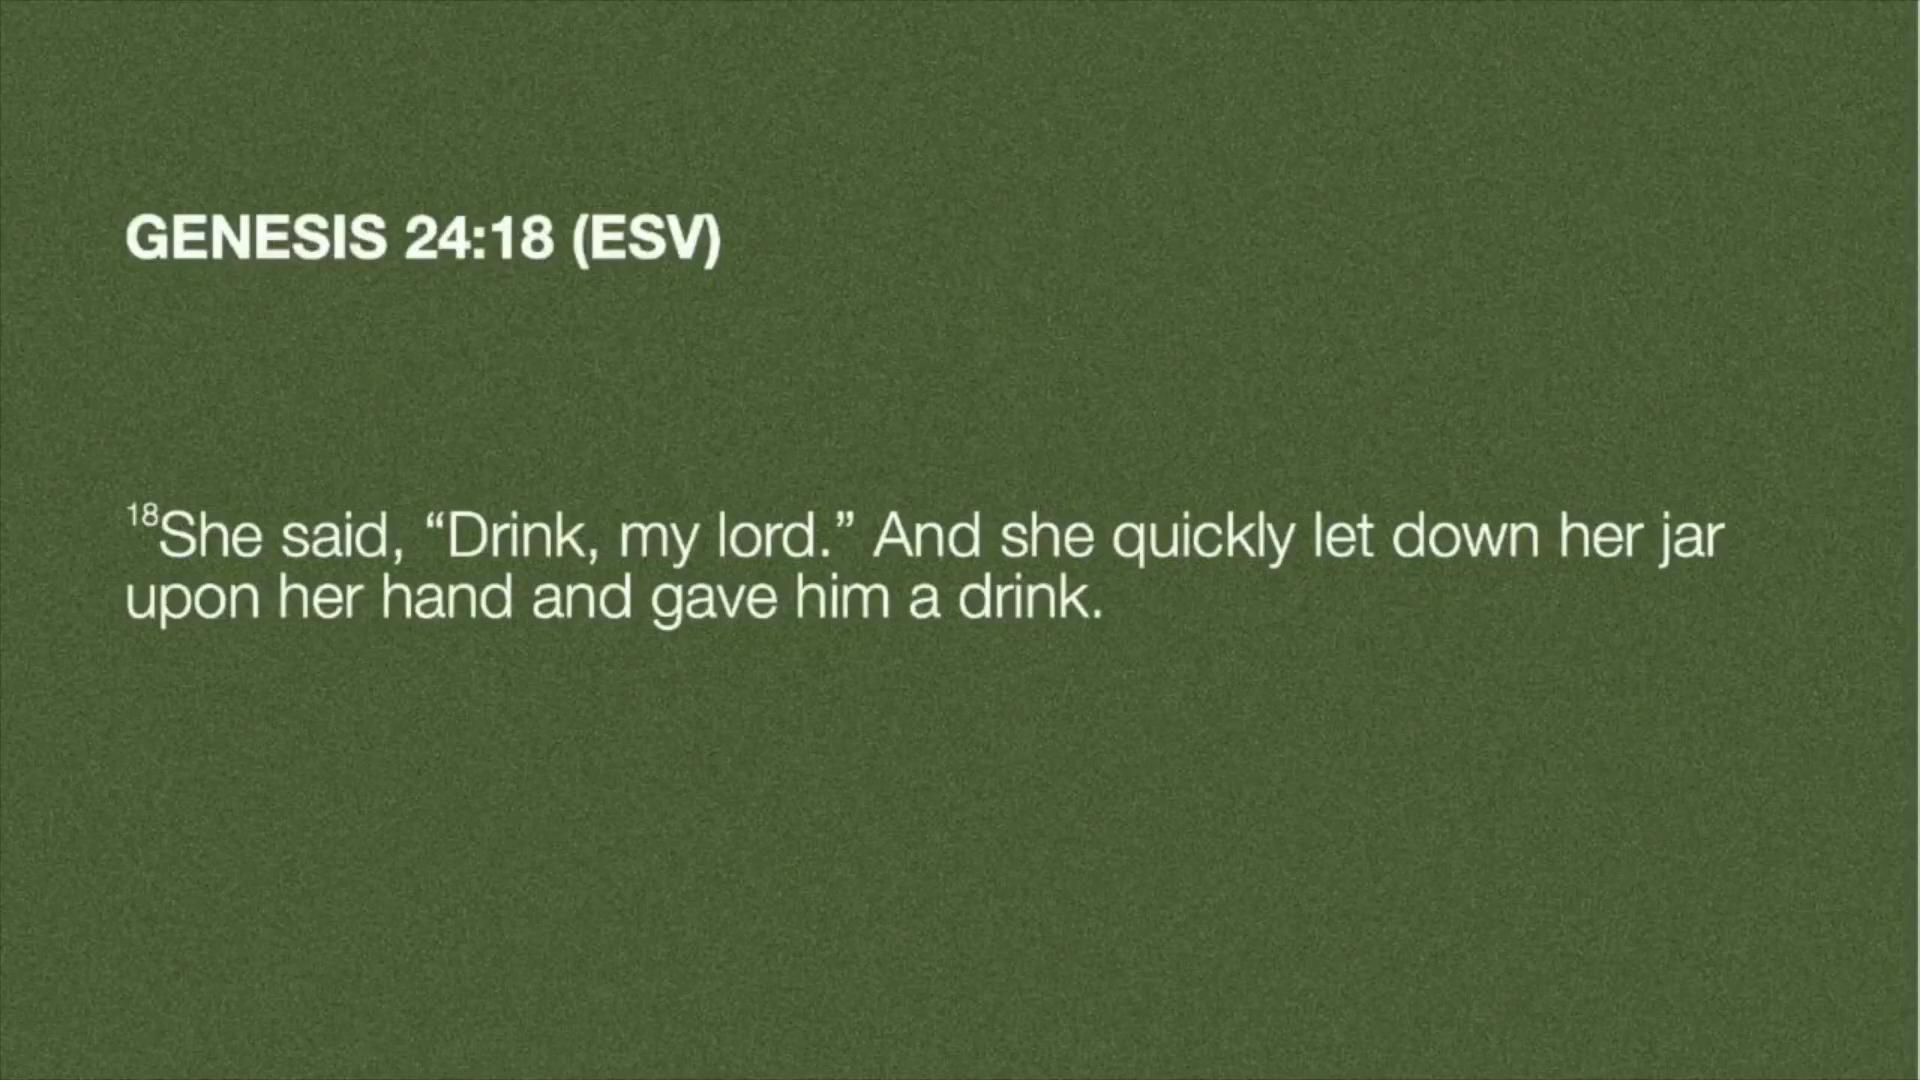 GENESIS 24:18 (ESV)
18She said, “Drink, my lord.” And she quickly let down her jar
upon her hand and gave him a drink.